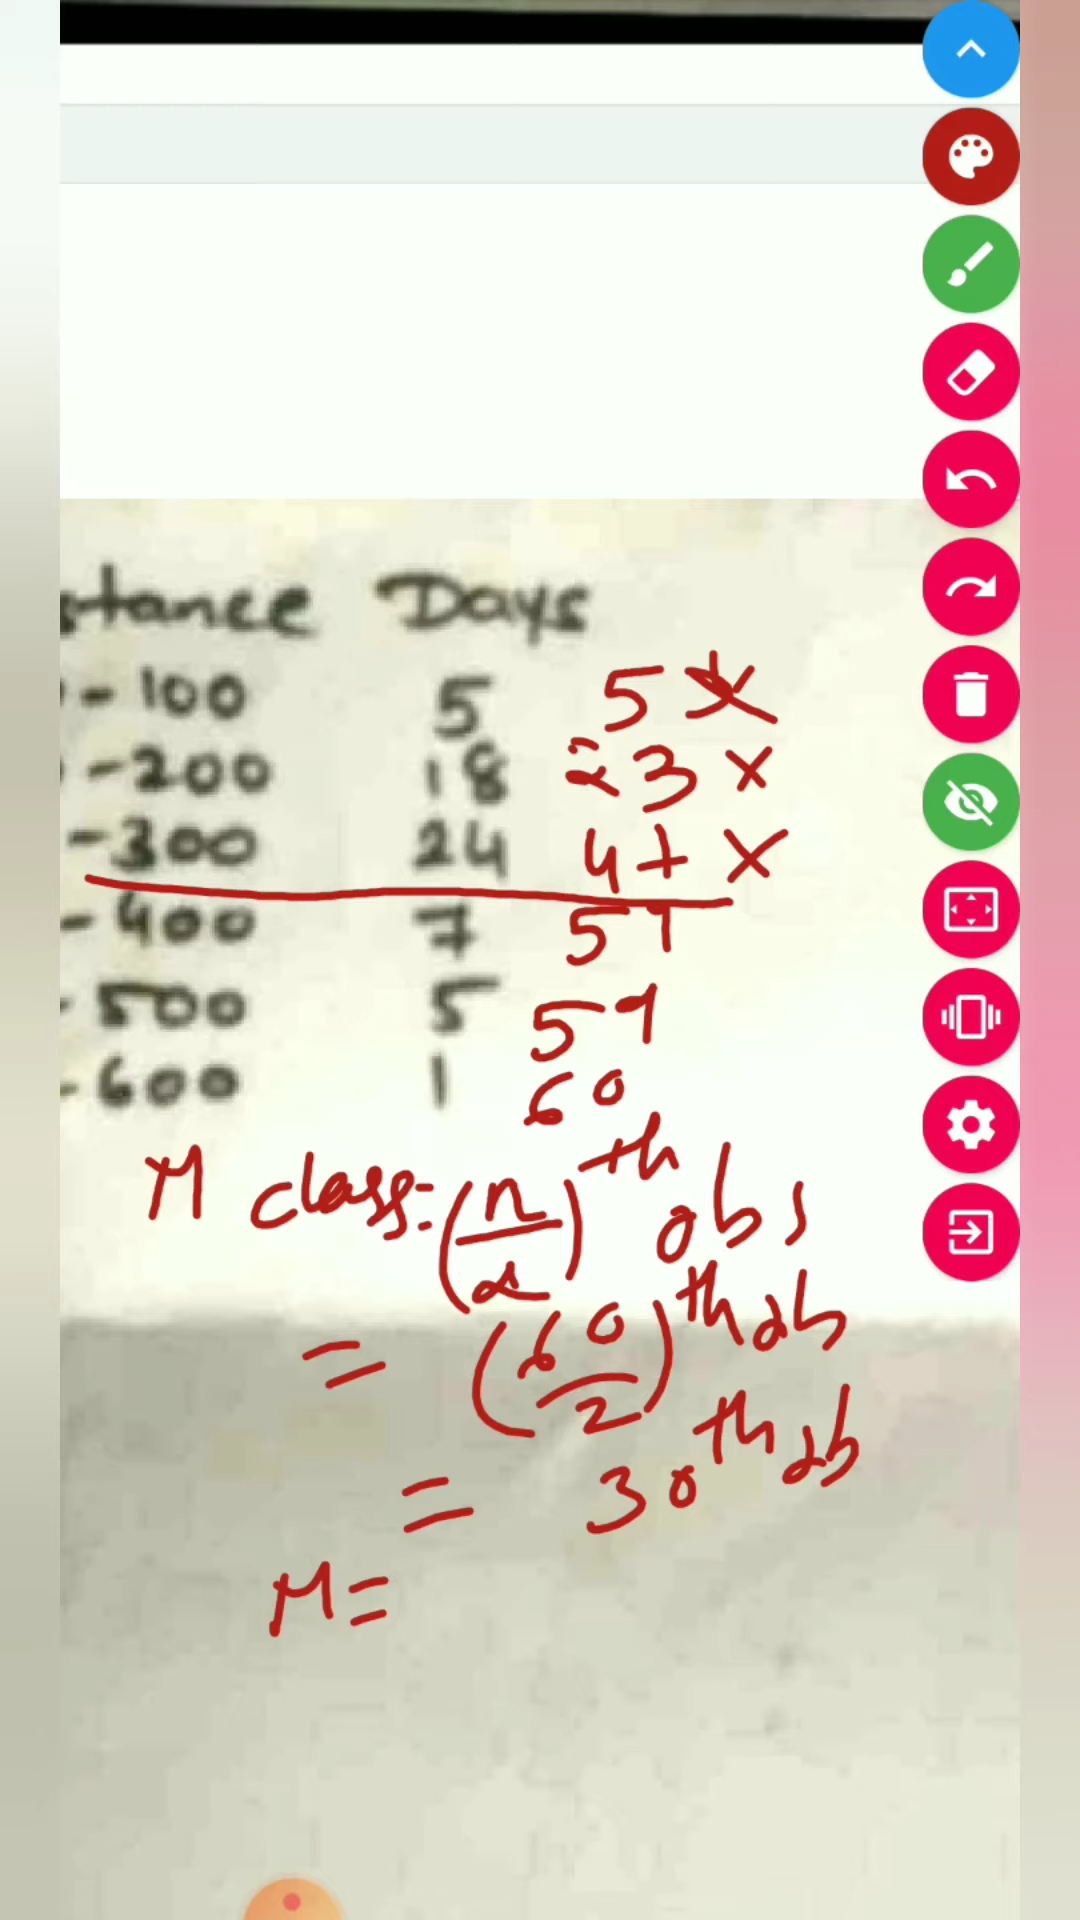 stance Days
- 100 5 5
- 200 18 23 x
- 300 24 47 x
- 400 7 54
- 500 5 59
- 600 1 60
M class: (n/2)th obs
= (60/2)th ob
= 30th ob
M =